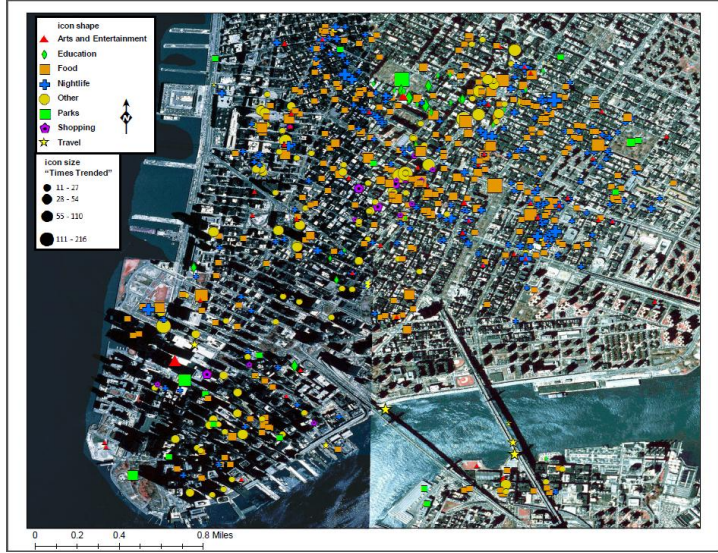 icon shape
Arts and Entertainment
Education
Food
Nightlife
Other
Parks
Shopping
Travel
N
icon size
"Times Trended"
11 - 27
28 - 54
55 - 110
111 - 216
0 0.2 0.4 0.8 Miles